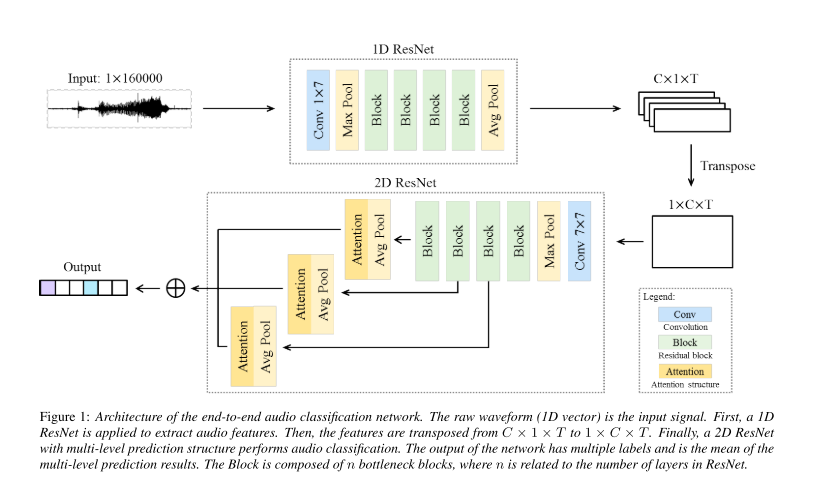 1D ResNet
Input: 1×160000
Conv 1×7
Max Pool
Block
Block
Block
Block
Avg Pool
C×1×T
Transpose
2D ResNet
1×C×T
Attention
Avg Pool
Block
Block
Block
Block
Max Pool
Conv 7×7
Attention
Avg Pool
Attention
Avg Pool
Output
Legend:
Conv
Convolution
Block
Residual block
Attention
Attention structure
Figure 1: Architecture of the end-to-end audio classification network. The raw waveform (1D vector) is the input signal. First, a 1D
ResNet is applied to extract audio features. Then, the features are transposed from C × 1 × T to 1 × C × T. Finally, a 2D ResNet
with multi-level prediction structure performs audio classification. The output of the network has multiple labels and is the mean of the
multi-level prediction results. The Block is composed of n bottleneck blocks, where n is related to the number of layers in ResNet.